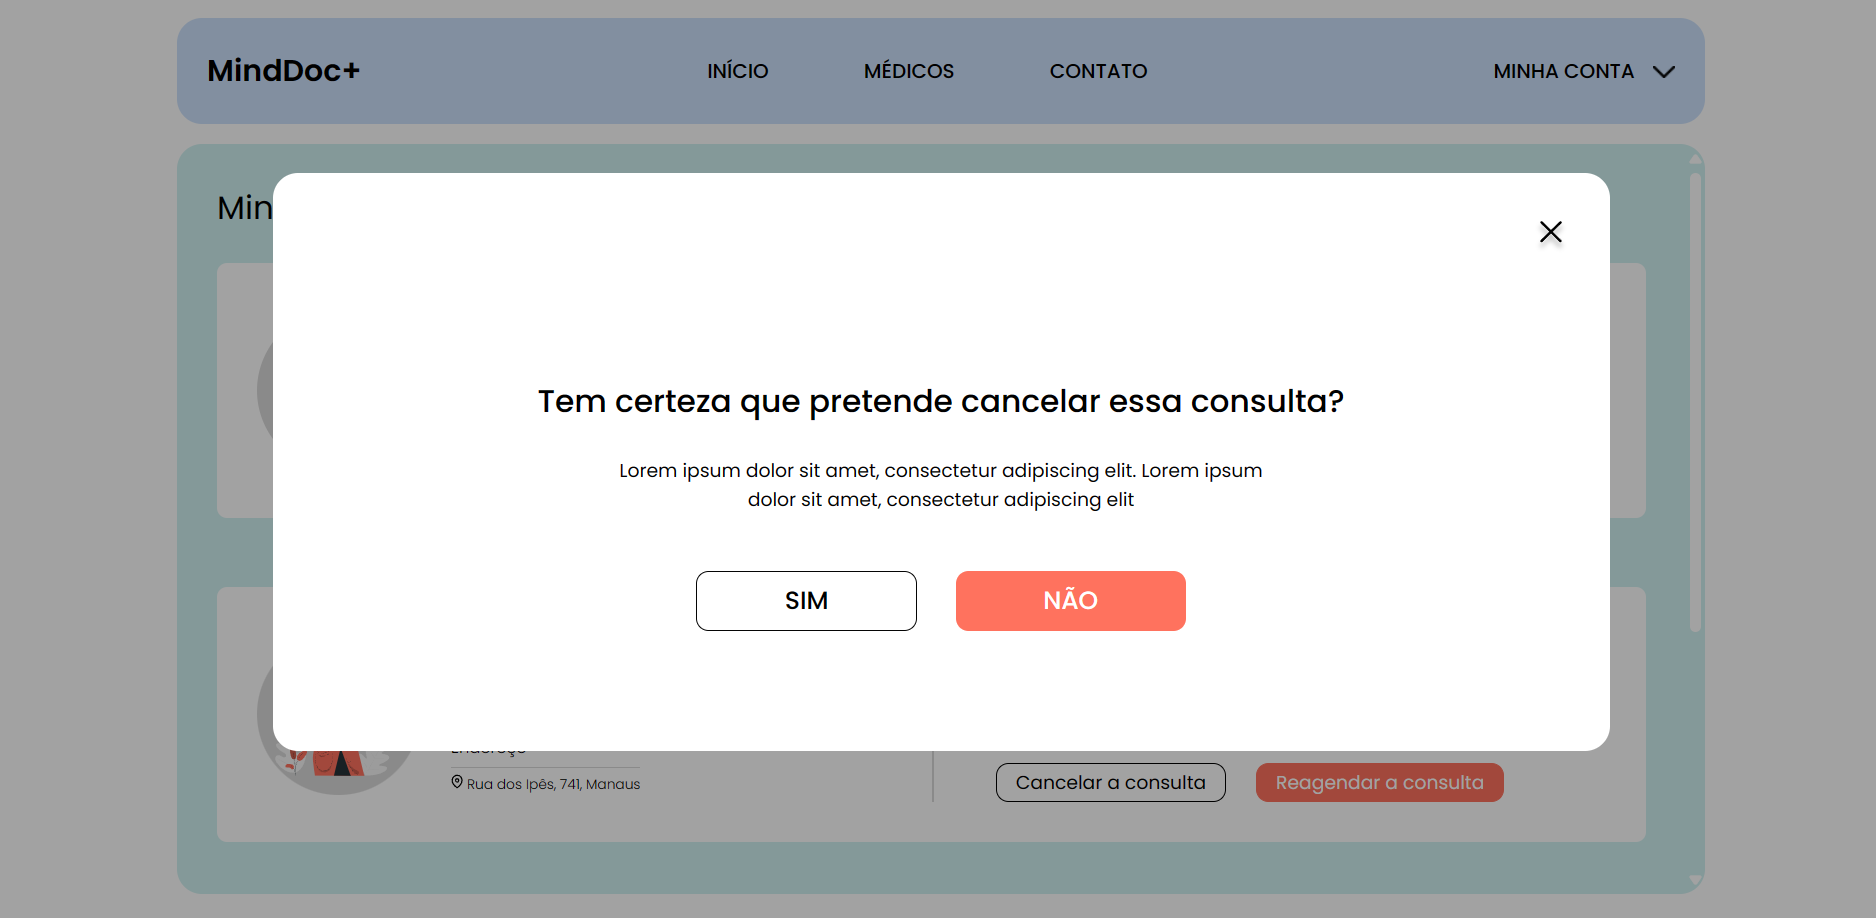 MindDoc+
INÍCIO
MÉDICOS
CONTATO
MINHA CONTA
Tem certeza que pretende cancelar essa consulta?
Lorem ipsum dolor sit amet, consectetur adipiscing elit. Lorem ipsum
dolor sit amet, consectetur adipiscing elit
SIM
NÃO
Rua dos Ipês, 741, Manaus
Cancelar a consulta
Reagendar a consulta